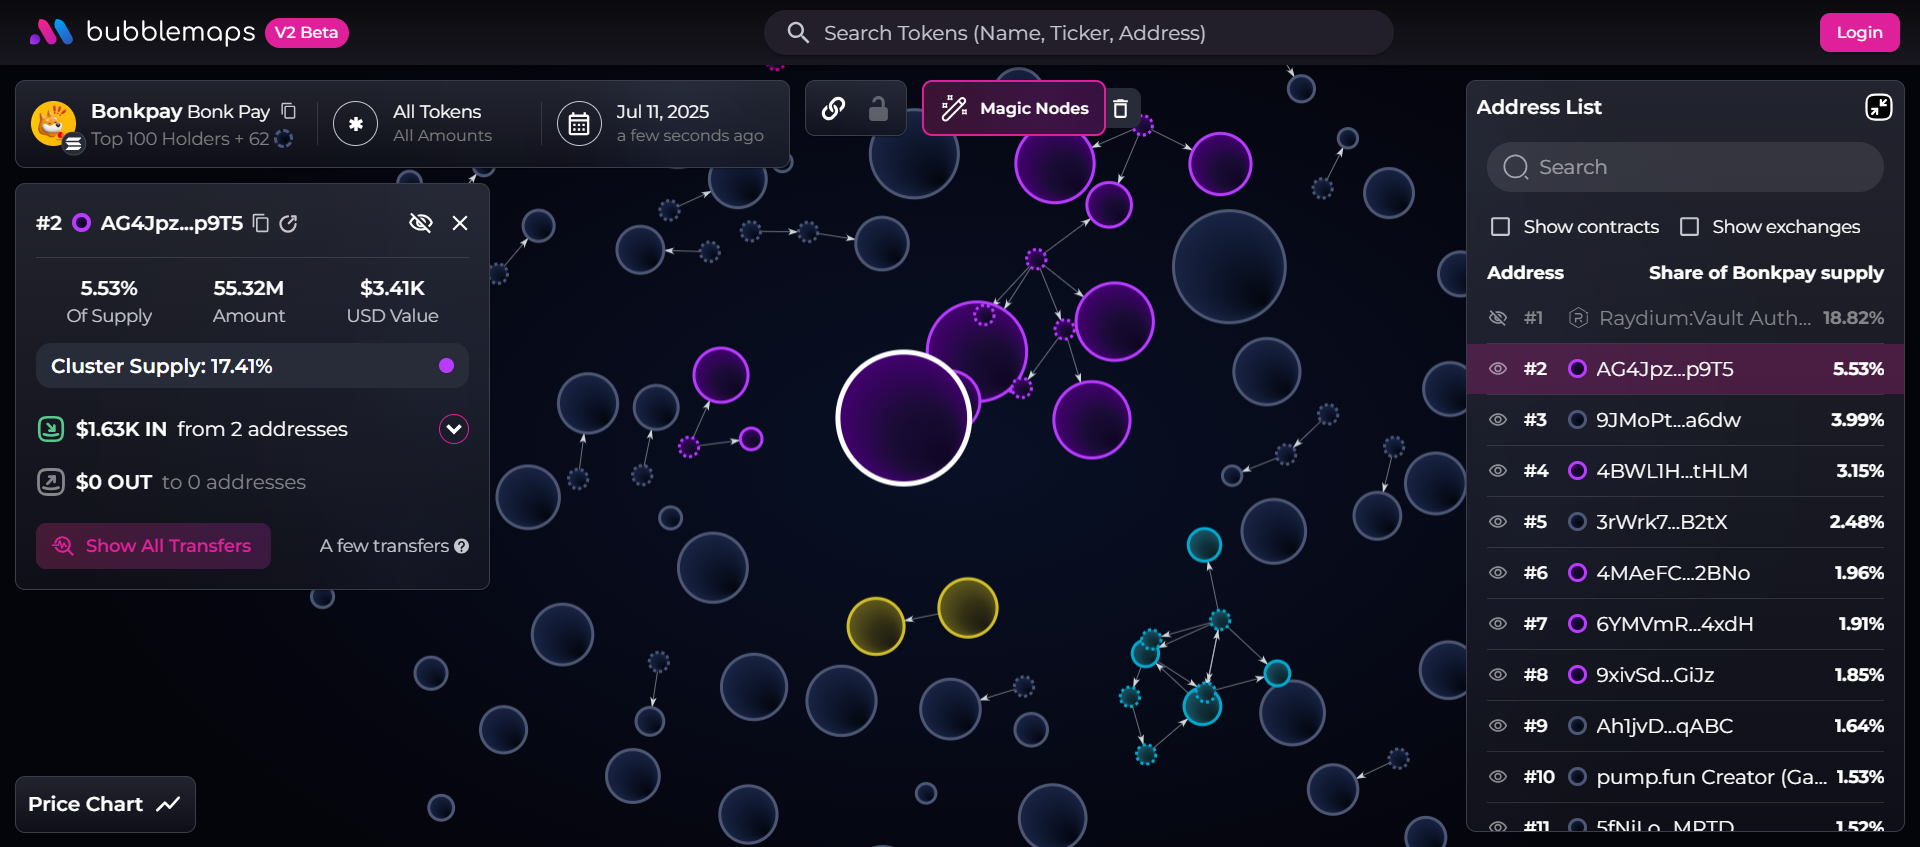 bubblemaps V2 Beta
Search Tokens (Name, Ticker, Address)
Login
Bonkpay Bonk Pay
Top 100 Holders + 62
All Tokens
All Amounts
Jul 11, 2025
a few seconds ago
Magic Nodes
#2 AG4Jpz...p9T5
5.53% 55.32M $3.41K
Of Supply Amount USD Value
Cluster Supply: 17.41%
$1.63K IN from 2 addresses
$0 OUT to 0 addresses
Show All Transfers A few transfers ?
Price Chart
Address List
Search
Show contracts Show exchanges
Address Share of Bonkpay supply
#1 Raydium:Vault Auth... 18.82%
#2 AG4Jpz...p9T5 5.53%
#3 9JMoPt...a6dw 3.99%
#4 4BWL1H...tHLM 3.15%
#5 3rWrk7...B2tX 2.48%
#6 4MAeFC...2BNo 1.96%
#7 6YMVmR...4xdH 1.91%
#8 9xivSd...GiJz 1.85%
#9 Ah1jvD...qABC 1.64%
#10 pump.fun Creator (Ga... 1.53%
#11 1.52%